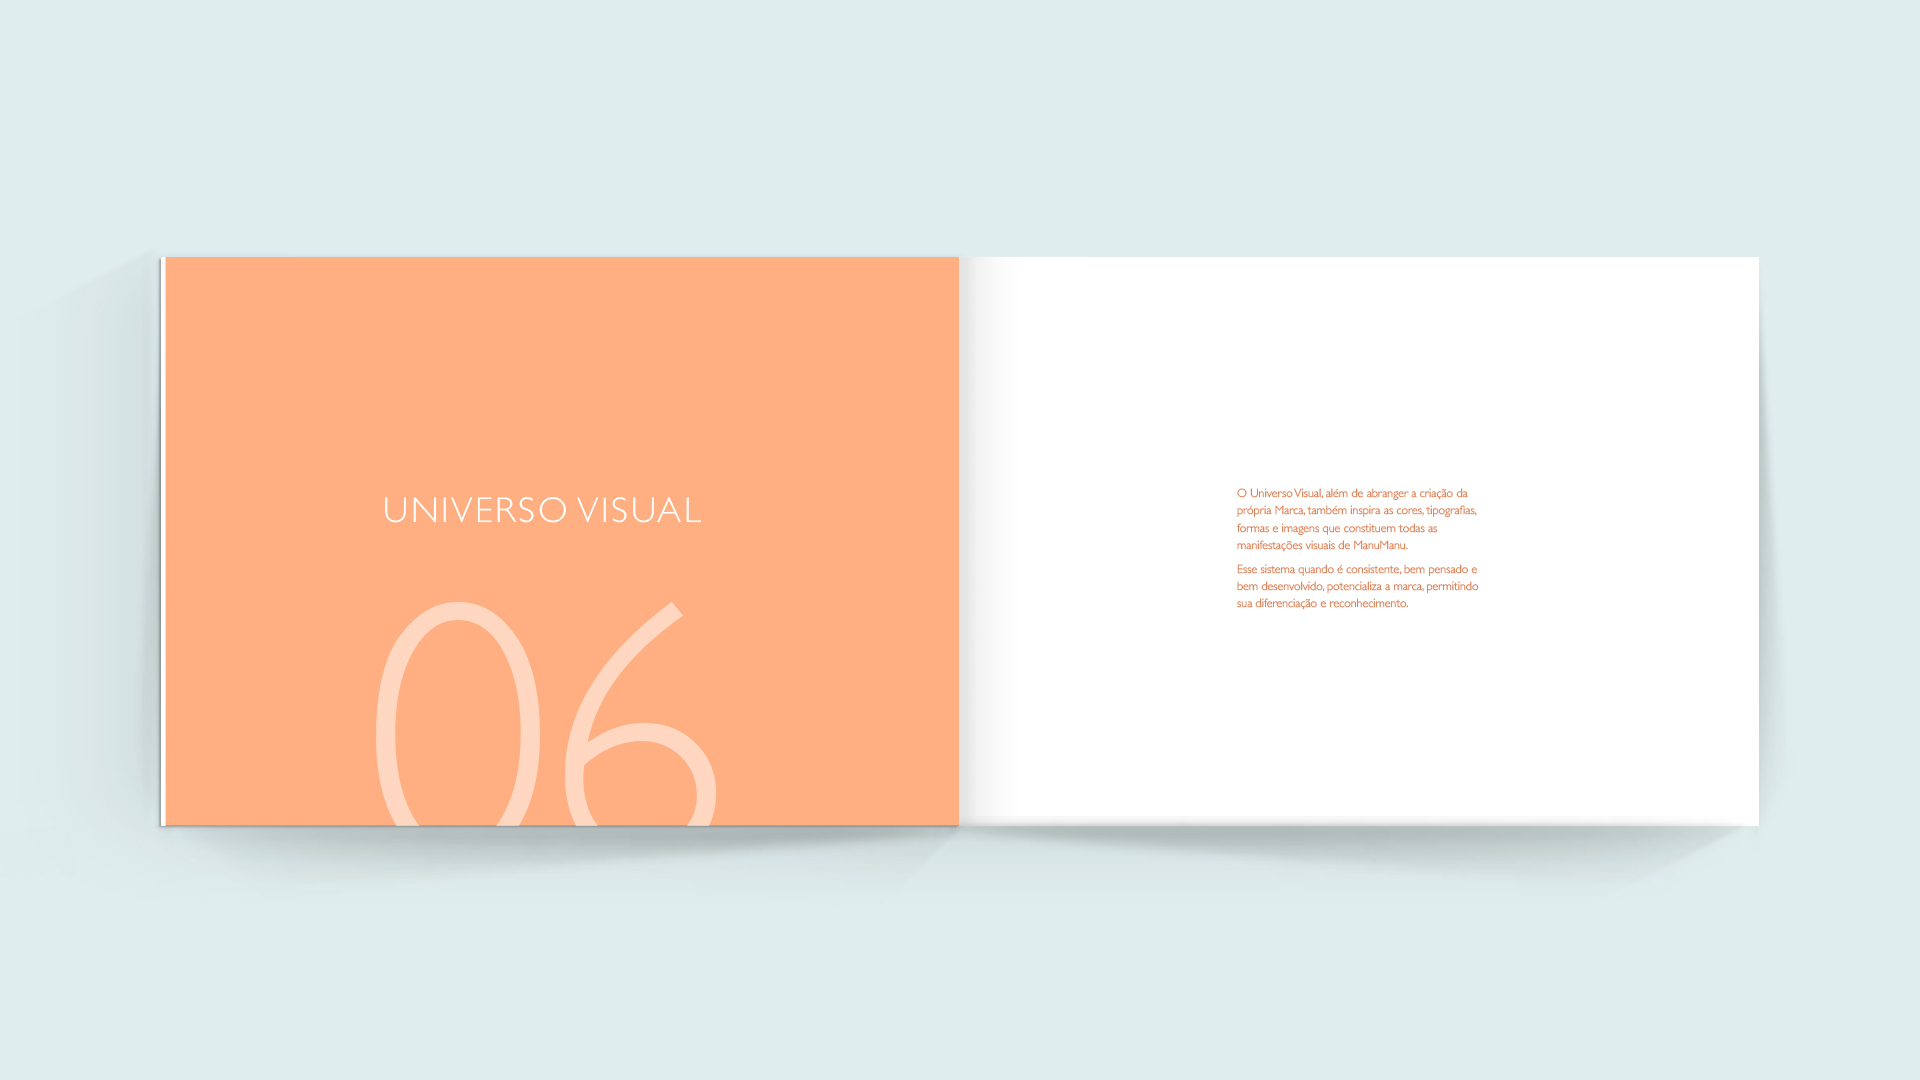 UNIVERSO VISUAL
06
O Universo Visual, além de abranger a criação da
própria Marca, também inspira as cores, tipografias,
formas e imagens que constituem todas as
manifestações visuais de ManuManu.
Esse sistema quando é consistente, bem pensado e
bem desenvolvido, potencializa a marca, permitindo
sua diferenciação e reconhecimento.